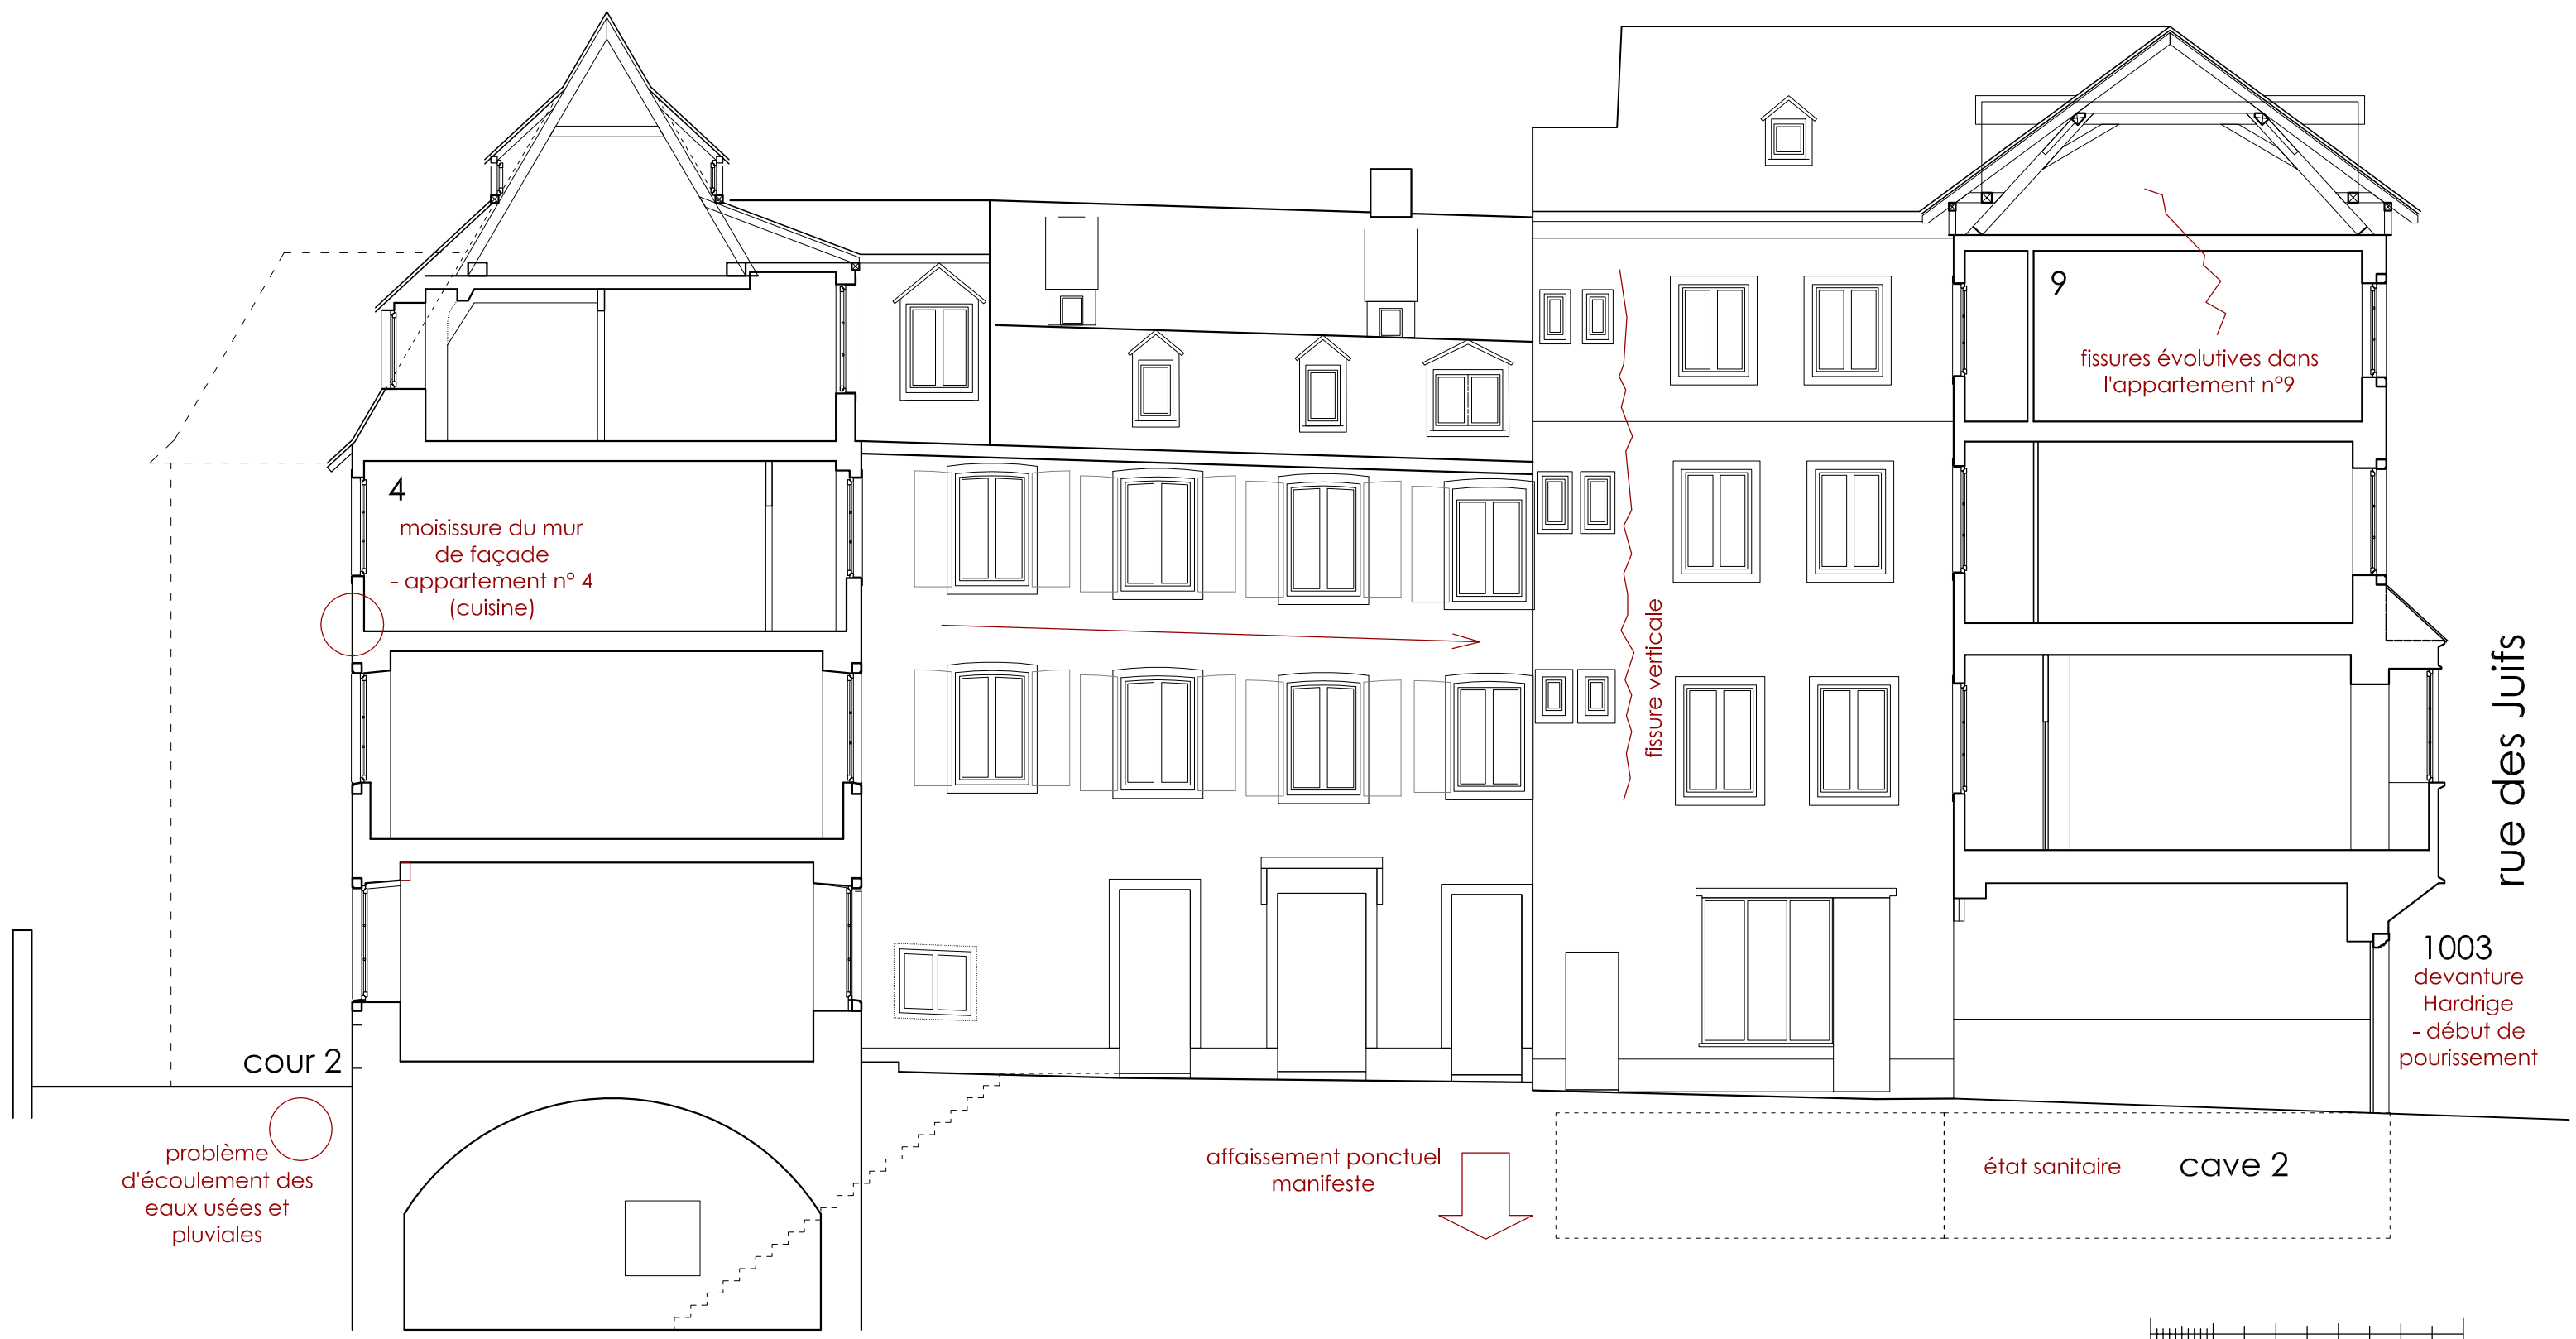 9
fissures évolutives dans
l'appartement n°9
4
moisissure du mur
de façade
- appartement n° 4
(cuisine)
fissure verticale
rue des Juifs
1003
devanture
Hardrige
- début de
pourissement
cour 2
problème
d'écoulement des
eaux usées et
pluviales
affaissement ponctuel
manifeste
état sanitaire
cave 2